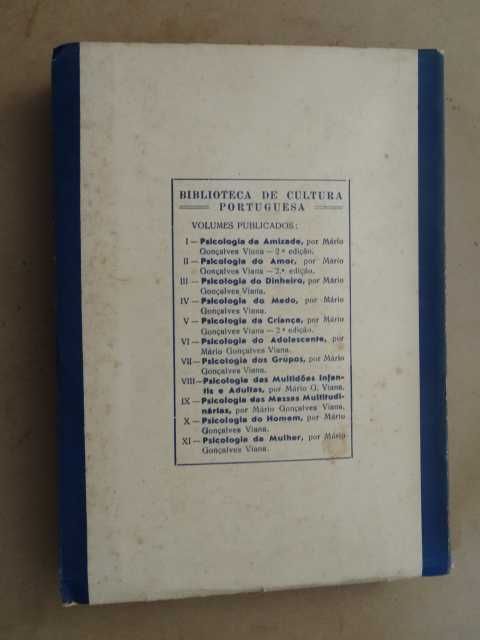 BIBLIOTECA DE CULTURA
PORTUGUESA
VOLUMES PUBLICADOS:
I — Psicologia da Amizade, por Mário
Gonçalves Viana — 2.ª edição.
II — Psicologia do Amor, por Mário
Gonçalves Viana — 2.ª edição.
III — Psicologia do Dinheiro, por Mário
Gonçalves Viana.
IV — Psicologia do Medo, por Mário
Gonçalves Viana.
V — Psicologia da Criança, por Mário
Gonçalves Viana — 2.ª edição.
VI — Psicologia do Adolescente, por
Mário Gonçalves Viana.
VII — Psicologia dos Grupos, por Mário
Gonçalves Viana.
VIII — Psicologia das Multidões Infan-
tis e Adultas, por Mário G. Viana.
IX — Psicologia das Massas Multitudi-
nárias, por Mário Gonçalves Viana.
X — Psicologia do Homem, por Mário
Gonçalves Viana.
XI — Psicologia da Mulher, por Mário
Gonçalves Viana.